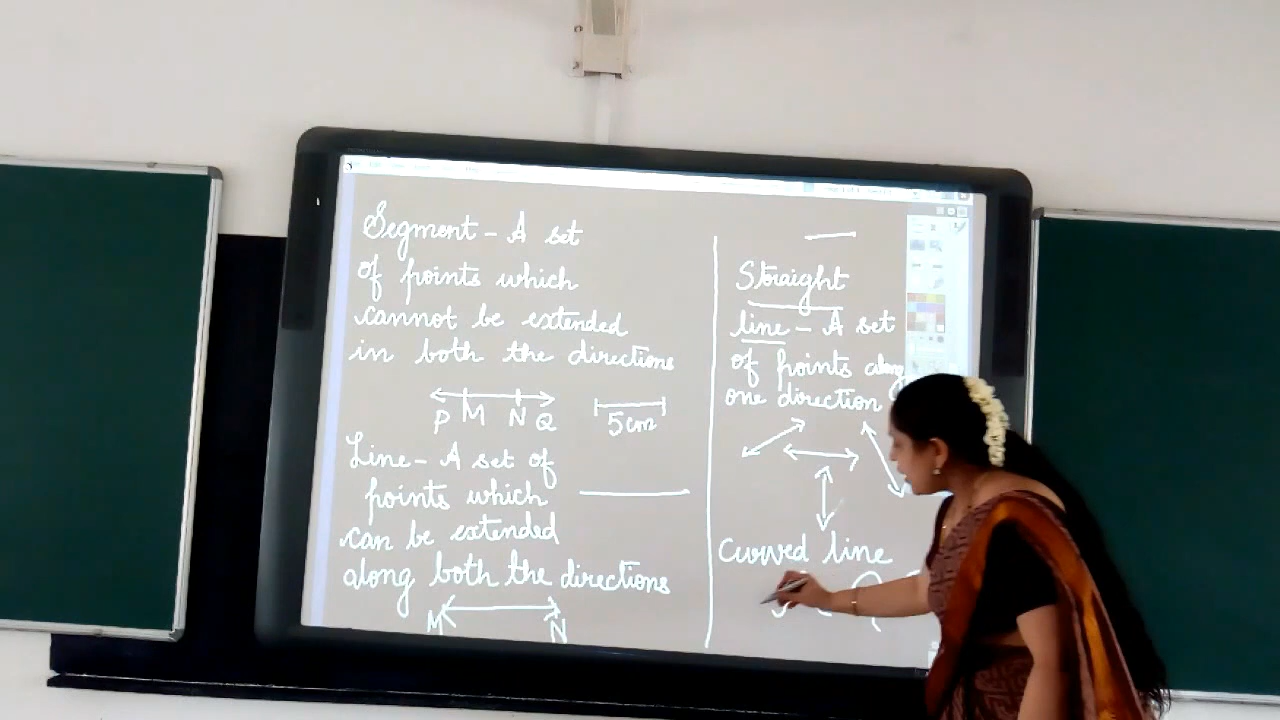 Segment - A set
of points which
cannot be extended
in both the directions
P M N Q
5cm
Line - A set of
points which
can be extended
along both the directions
M N
Straight
line - A set
of points along
one direction
Curved line